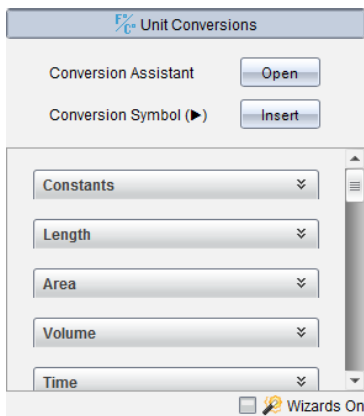 F°/C° Unit Conversions
Conversion Assistant Open
Conversion Symbol (▶) Insert
Constants
Length
Area
Volume
Time
Wizards On